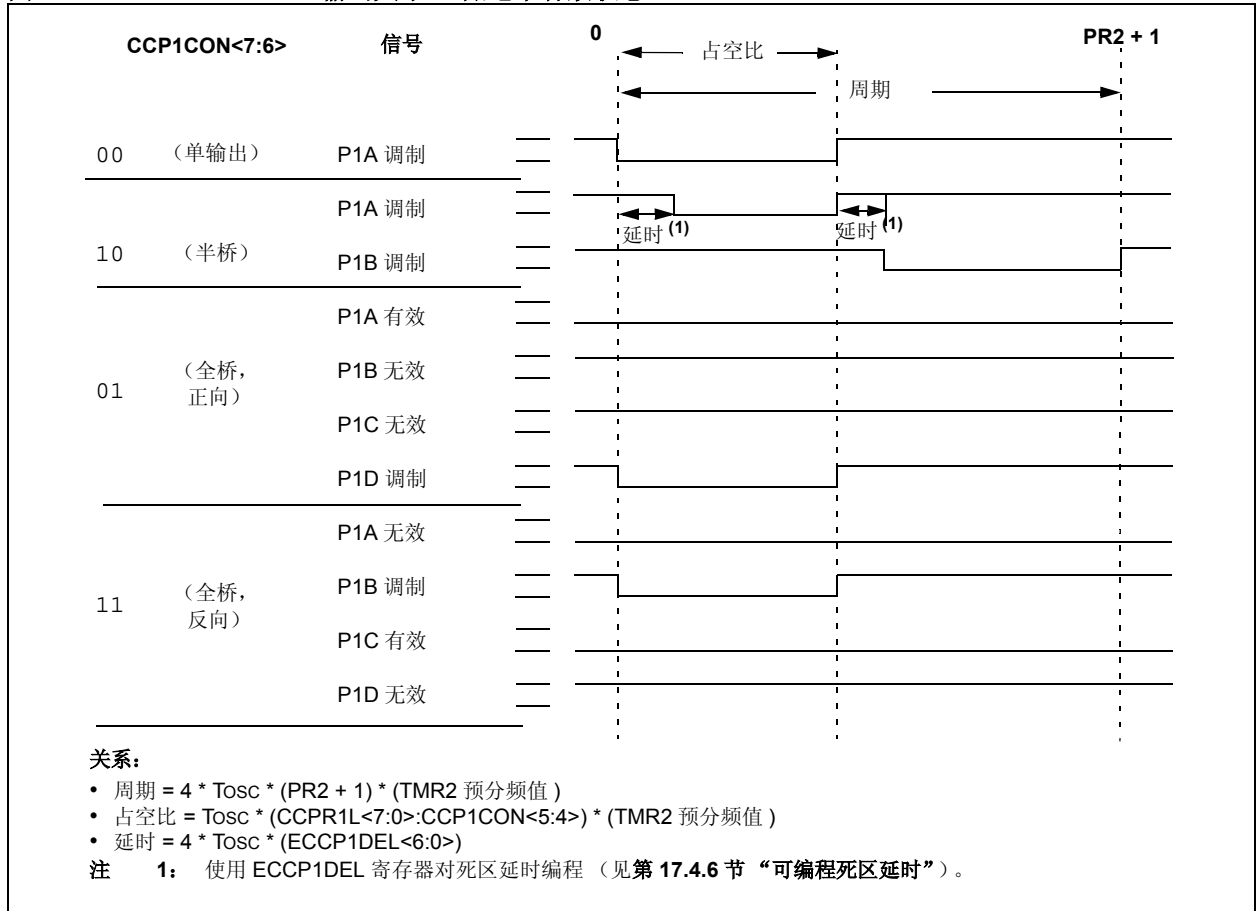 CCP1CON<7:6> 信号 0 占空比 PR2 + 1
周期
00 （单输出） P1A 调制
P1A 调制
延时 (1) 延时 (1)
10 （半桥） P1B 调制
P1A 有效
01 （全桥，正向） P1B 无效
P1C 无效
P1D 调制
P1A 无效
11 （全桥，反向） P1B 调制
P1C 有效
P1D 无效
关系：
• 周期 = 4 * TOSC * (PR2 + 1) * (TMR2 预分频值 )
• 占空比 = TOSC * (CCPR1L<7:0>:CCP1CON<5:4>) * (TMR2 预分频值 )
• 延时 = 4 * TOSC * (ECCP1DEL<6:0>)
注 1： 使用 ECCP1DEL 寄存器对死区延时编程 （见第 17.4.6 节 “可编程死区延时”）。